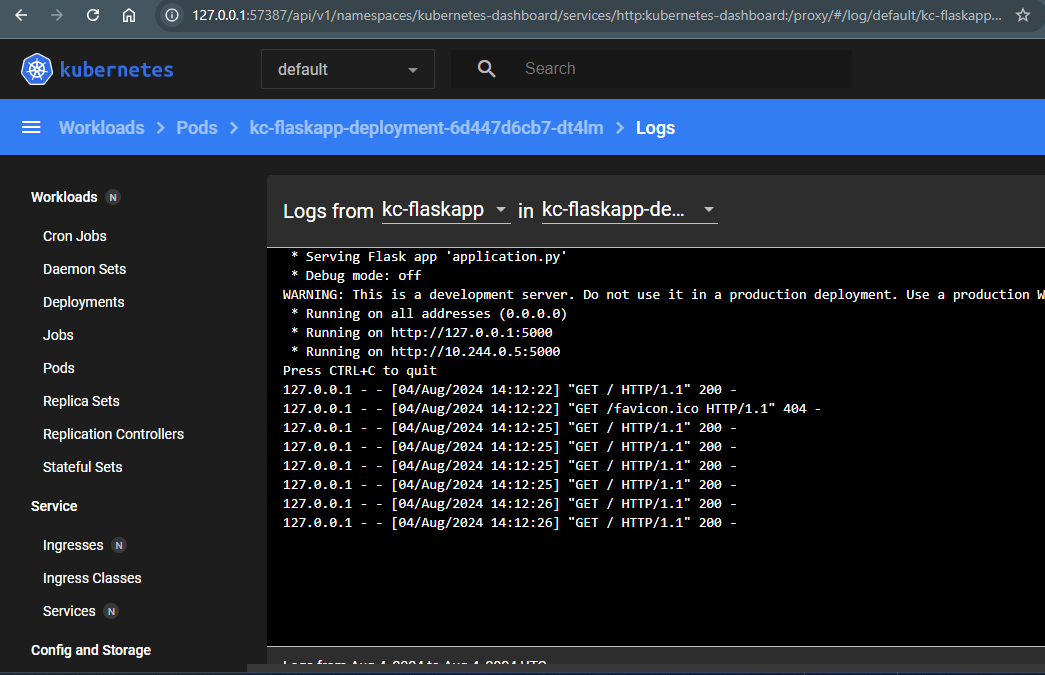 127.0.0.1:57387/api/v1/namespaces/kubernetes-dashboard/services/http:kubernetes-dashboard:/proxy/#/log/default/kc-flaskapp...
kubernetes
default
Search
Workloads > Pods > kc-flaskapp-deployment-6d447d6cb7-dt4lm > Logs
Workloads N
Cron Jobs
Daemon Sets
Deployments
Jobs
Pods
Replica Sets
Replication Controllers
Stateful Sets
Service
Ingresses N
Ingress Classes
Services N
Config and Storage
Logs from kc-flaskapp in kc-flaskapp-de...
* Serving Flask app 'application.py'
* Debug mode: off
WARNING: This is a development server. Do not use it in a production deployment. Use a production W
* Running on all addresses (0.0.0.0)
* Running on http://127.0.0.1:5000
* Running on http://10.244.0.5:5000
Press CTRL+C to quit
127.0.0.1 - - [04/Aug/2024 14:12:22] "GET / HTTP/1.1" 200 -
127.0.0.1 - - [04/Aug/2024 14:12:22] "GET /favicon.ico HTTP/1.1" 404 -
127.0.0.1 - - [04/Aug/2024 14:12:25] "GET / HTTP/1.1" 200 -
127.0.0.1 - - [04/Aug/2024 14:12:25] "GET / HTTP/1.1" 200 -
127.0.0.1 - - [04/Aug/2024 14:12:25] "GET / HTTP/1.1" 200 -
127.0.0.1 - - [04/Aug/2024 14:12:25] "GET / HTTP/1.1" 200 -
127.0.0.1 - - [04/Aug/2024 14:12:26] "GET / HTTP/1.1" 200 -
127.0.0.1 - - [04/Aug/2024 14:12:26] "GET / HTTP/1.1" 200 -
Logs from Aug 4, 2024 to Aug 4, 2024 UTC